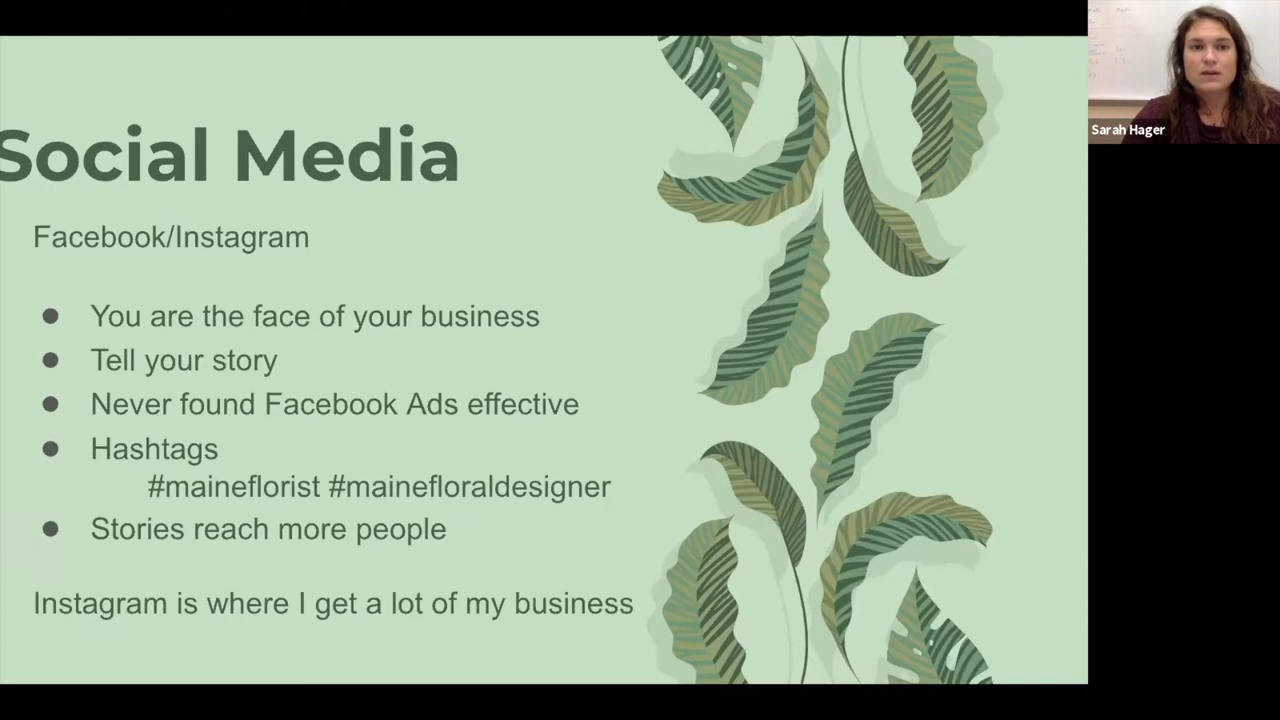 Social Media
Facebook/Instagram
● You are the face of your business
● Tell your story
● Never found Facebook Ads effective
● Hashtags
#maineflorist #mainefloraldesigner
● Stories reach more people
Instagram is where I get a lot of my business
Sarah Hager